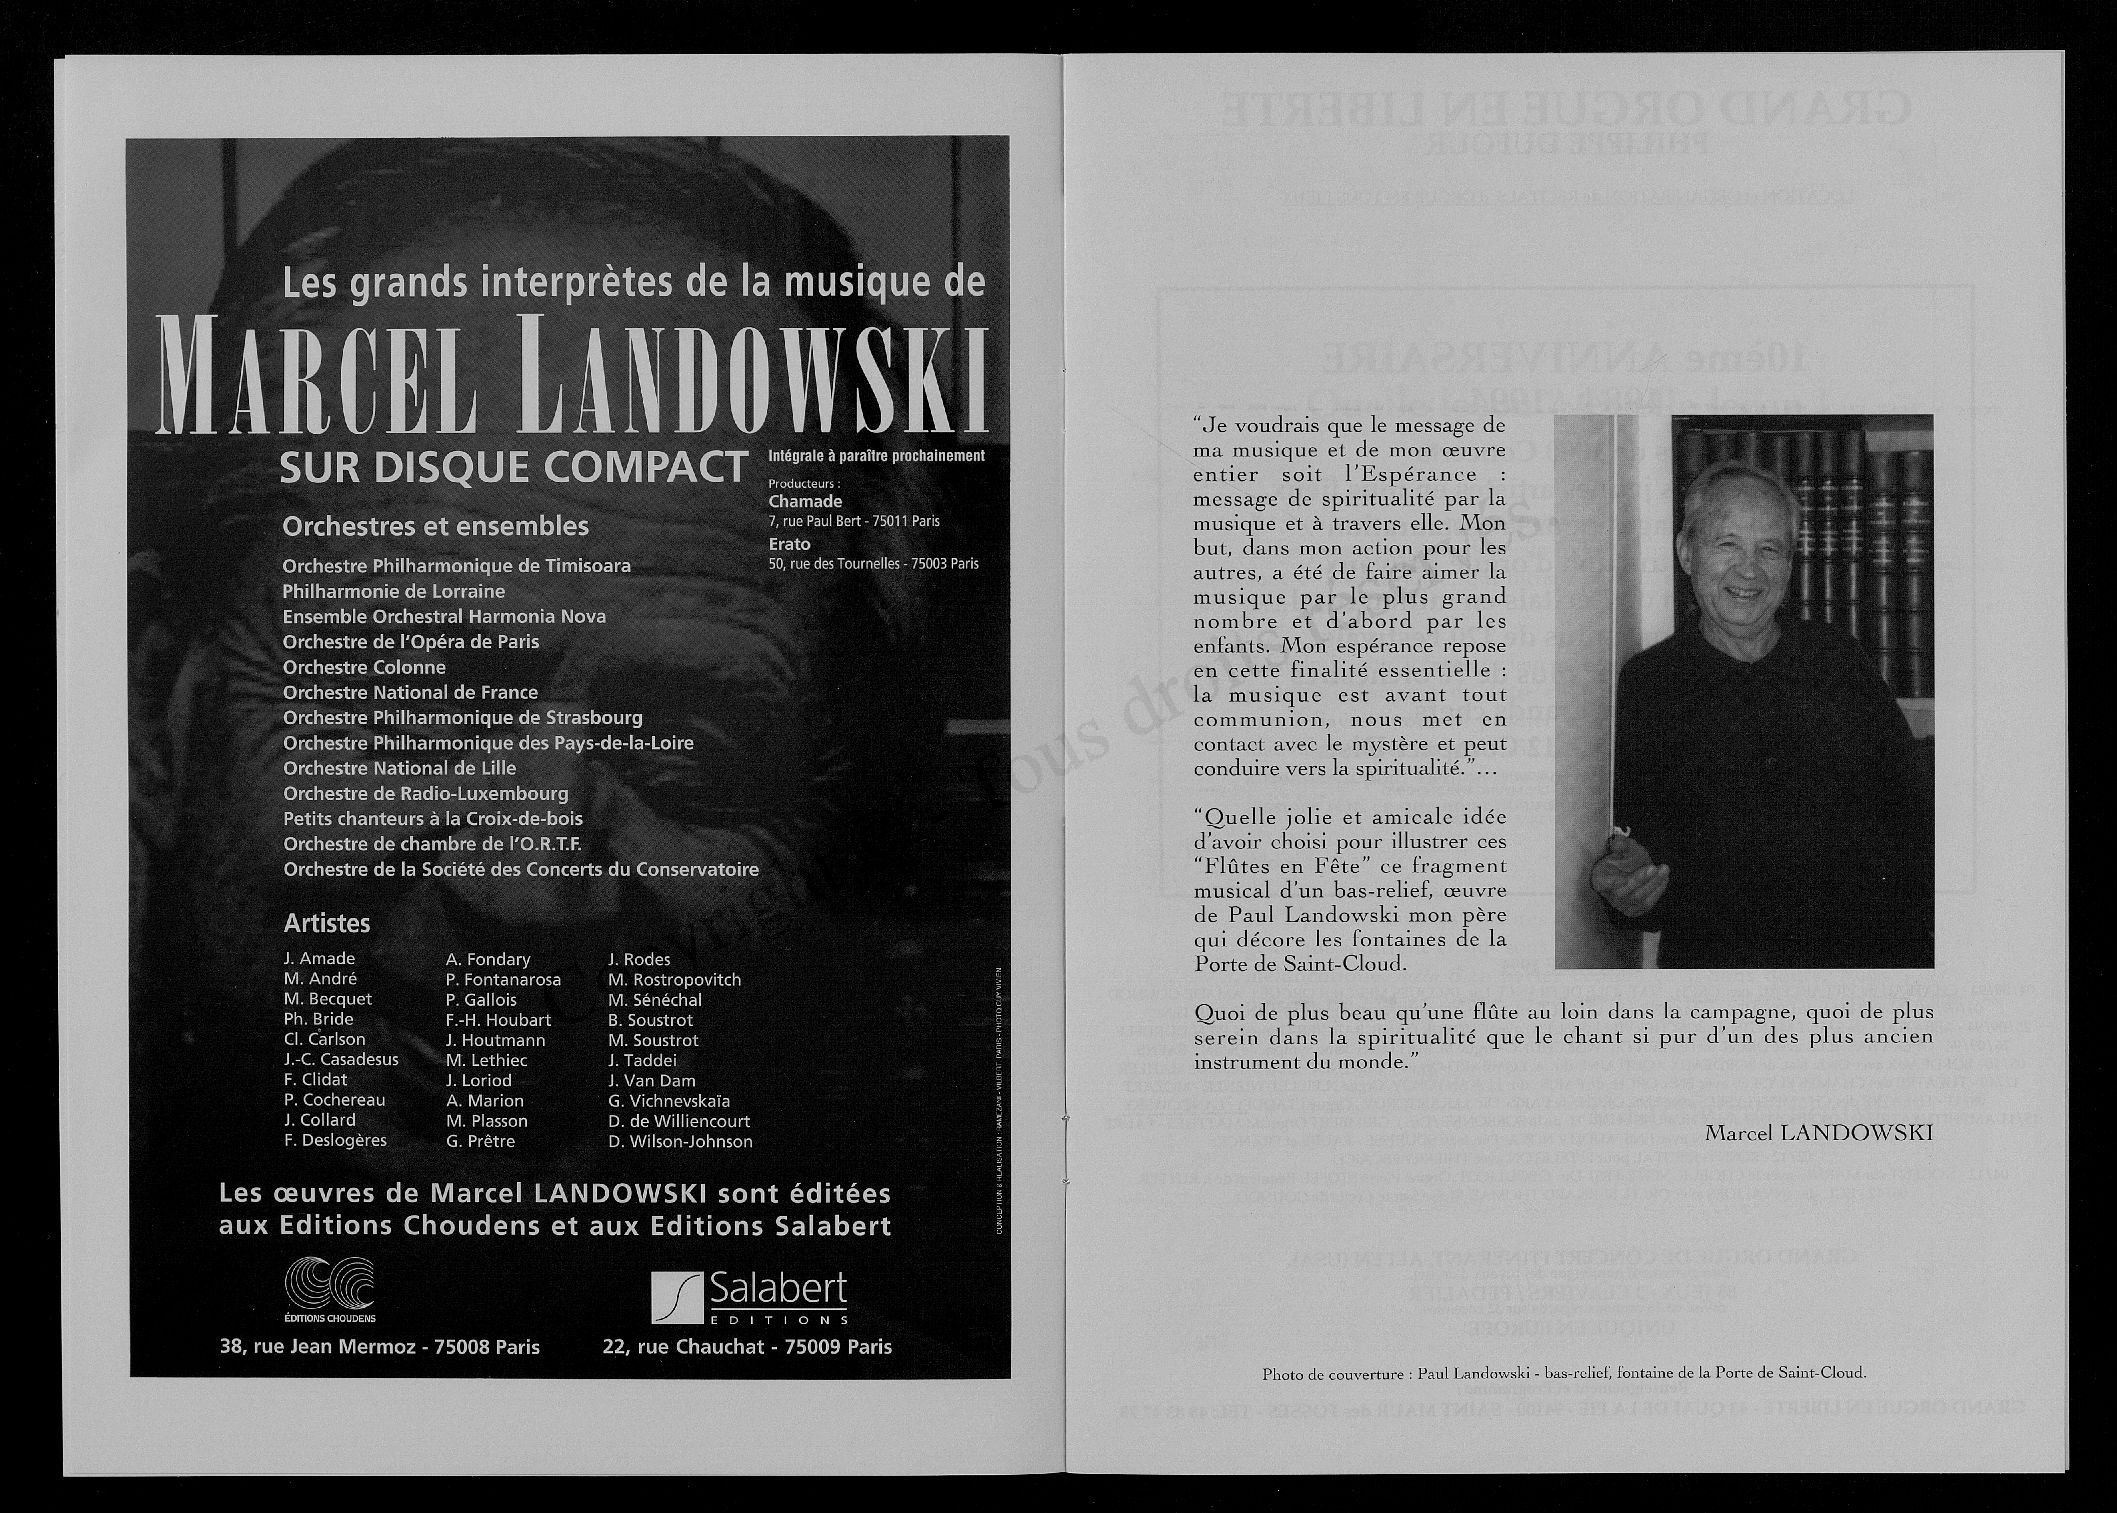 Les grands interprètes de la musique de
MARCEL LANDOWSKI
SUR DISQUE COMPACT
Intégrale à paraître prochainement
Producteurs :
Chamade
7, rue Paul Bert - 75011 Paris
Erato
50, rue des Tournelles - 75003 Paris
Orchestres et ensembles
Orchestre Philharmonique de Timisoara
Philharmonie de Lorraine
Ensemble Orchestral Harmonia Nova
Orchestre de l'Opéra de Paris
Orchestre Colonne
Orchestre National de France
Orchestre Philharmonique de Strasbourg
Orchestre Philharmonique des Pays-de-la-Loire
Orchestre National de Lille
Orchestre de Radio-Luxembourg
Petits chanteurs à la Croix-de-bois
Orchestre de chambre de l'O.R.T.F.
Orchestre de la Société des Concerts du Conservatoire
Artistes
J. Amade
M. André
M. Becquet
Ph. Bride
Cl. Carlson
J.-C. Casadesus
F. Clidat
P. Cochereau
J. Collard
F. Deslogères
A. Fondary
P. Fontanarosa
P. Gallois
F.-H. Houbart
J. Houtmann
M. Lethiec
J. Loriod
A. Marion
M. Plasson
G. Prêtre
J. Rodes
M. Rostropovitch
M. Sénéchal
B. Soustrot
M. Soustrot
J. Taddei
J. Van Dam
G. Vichnevskaïa
D. de Williencourt
D. Wilson-Johnson
CONCEPTION & RÉALISATION : RAMEZANI - VILBERT PARIS - PHOTO GUY VIVIEN
Les œuvres de Marcel LANDOWSKI sont éditées
aux Editions Choudens et aux Editions Salabert
ÉDITIONS CHOUDENS
38, rue Jean Mermoz - 75008 Paris
Salabert
EDITIONS
22, rue Chauchat - 75009 Paris
"Je voudrais que le message de
ma musique et de mon œuvre
entier soit l'Espérance :
message de spiritualité par la
musique et à travers elle. Mon
but, dans mon action pour les
autres, a été de faire aimer la
musique par le plus grand
nombre et d'abord par les
enfants. Mon espérance repose
en cette finalité essentielle :
la musique est avant tout
communion, nous met en
contact avec le mystère et peut
conduire vers la spiritualité."...
"Quelle jolie et amicale idée
d'avoir choisi pour illustrer ces
"Flûtes en Fête" ce fragment
musical d'un bas-relief, œuvre
de Paul Landowski mon père
qui décore les fontaines de la
Porte de Saint-Cloud.
Quoi de plus beau qu'une flûte au loin dans la campagne, quoi de plus
serein dans la spiritualité que le chant si pur d'un des plus ancien
instrument du monde."
Marcel LANDOWSKI
Photo de couverture : Paul Landowski - bas-relief, fontaine de la Porte de Saint-Cloud.
Tous droits